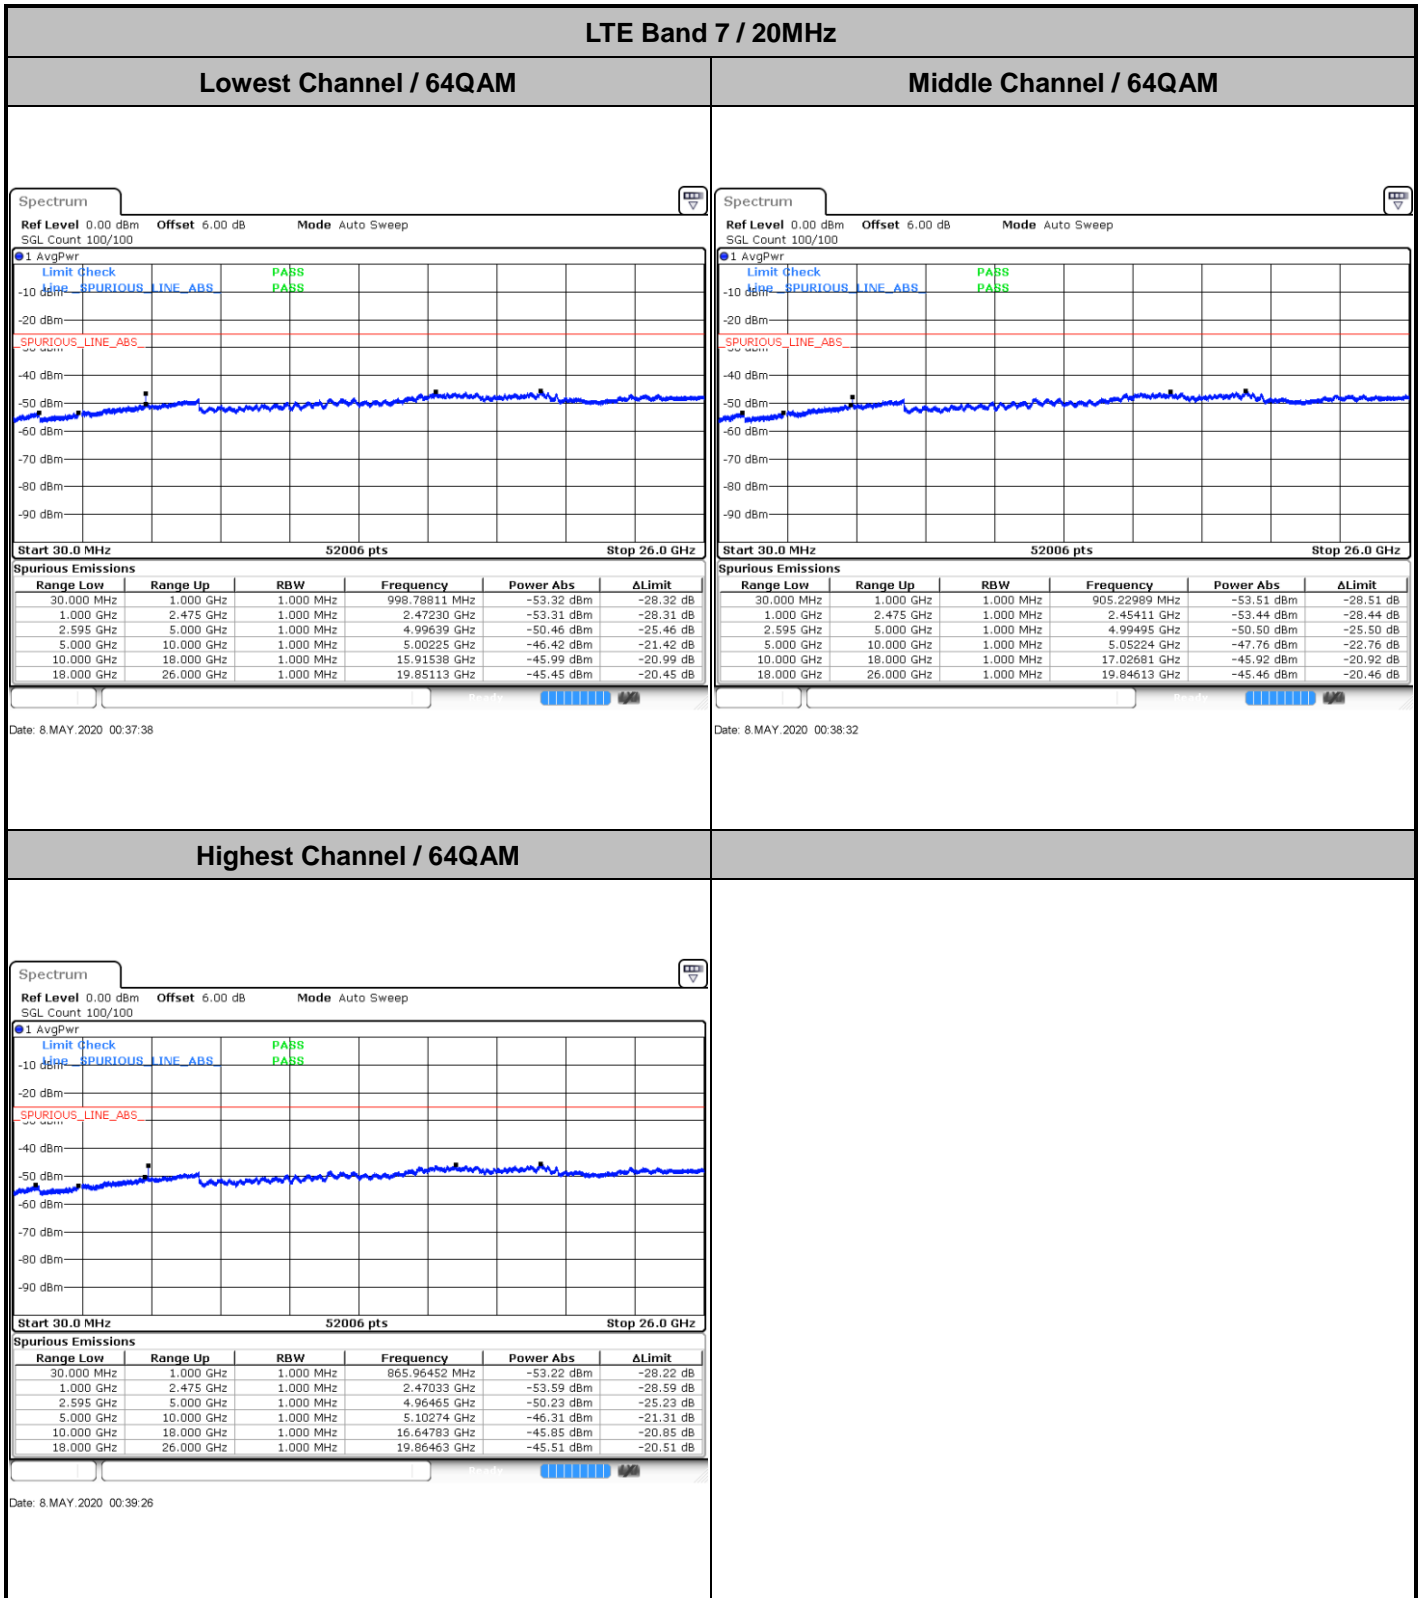 LTE Band 7 / 20MHz
Lowest Channel / 64QAM
Middle Channel / 64QAM
Spectrum
Ref Level 0.00 dBm Offset 6.00 dB Mode Auto Sweep
SGL Count 100/100
1 AvgPwr
Limit Check PASS
Line _SPURIOUS_LINE_ABS_ PASS
-10 dBm
-20 dBm
_SPURIOUS_LINE_ABS_
-40 dBm
-50 dBm
-60 dBm
-70 dBm
-80 dBm
-90 dBm
Start 30.0 MHz 52006 pts Stop 26.0 GHz
Spurious Emissions
Range Low Range Up RBW Frequency Power Abs ΔLimit
30.000 MHz 1.000 GHz 1.000 MHz 998.78811 MHz -53.32 dBm -28.32 dB
1.000 GHz 2.475 GHz 1.000 MHz 2.47230 GHz -53.31 dBm -28.31 dB
2.595 GHz 5.000 GHz 1.000 MHz 4.99639 GHz -50.46 dBm -25.46 dB
5.000 GHz 10.000 GHz 1.000 MHz 5.00225 GHz -46.42 dBm -21.42 dB
10.000 GHz 18.000 GHz 1.000 MHz 15.91538 GHz -45.99 dBm -20.99 dB
18.000 GHz 26.000 GHz 1.000 MHz 19.85113 GHz -45.45 dBm -20.45 dB
Date: 8.MAY.2020 00:37:38
Spectrum
Ref Level 0.00 dBm Offset 6.00 dB Mode Auto Sweep
SGL Count 100/100
1 AvgPwr
Limit Check PASS
Line _SPURIOUS_LINE_ABS_ PASS
-10 dBm
-20 dBm
_SPURIOUS_LINE_ABS_
-40 dBm
-50 dBm
-60 dBm
-70 dBm
-80 dBm
-90 dBm
Start 30.0 MHz 52006 pts Stop 26.0 GHz
Spurious Emissions
Range Low Range Up RBW Frequency Power Abs ΔLimit
30.000 MHz 1.000 GHz 1.000 MHz 905.22989 MHz -53.51 dBm -28.51 dB
1.000 GHz 2.475 GHz 1.000 MHz 2.45411 GHz -53.44 dBm -28.44 dB
2.595 GHz 5.000 GHz 1.000 MHz 4.99495 GHz -50.50 dBm -25.50 dB
5.000 GHz 10.000 GHz 1.000 MHz 5.05224 GHz -47.76 dBm -22.76 dB
10.000 GHz 18.000 GHz 1.000 MHz 17.02681 GHz -45.92 dBm -20.92 dB
18.000 GHz 26.000 GHz 1.000 MHz 19.84613 GHz -45.46 dBm -20.46 dB
Date: 8.MAY.2020 00:38:32
Highest Channel / 64QAM
Spectrum
Ref Level 0.00 dBm Offset 6.00 dB Mode Auto Sweep
SGL Count 100/100
1 AvgPwr
Limit Check PASS
Line _SPURIOUS_LINE_ABS_ PASS
-10 dBm
-20 dBm
_SPURIOUS_LINE_ABS_
-40 dBm
-50 dBm
-60 dBm
-70 dBm
-80 dBm
-90 dBm
Start 30.0 MHz 52006 pts Stop 26.0 GHz
Spurious Emissions
Range Low Range Up RBW Frequency Power Abs ΔLimit
30.000 MHz 1.000 GHz 1.000 MHz 865.96452 MHz -53.22 dBm -28.22 dB
1.000 GHz 2.475 GHz 1.000 MHz 2.47033 GHz -53.59 dBm -28.59 dB
2.595 GHz 5.000 GHz 1.000 MHz 4.96465 GHz -50.23 dBm -25.23 dB
5.000 GHz 10.000 GHz 1.000 MHz 5.10274 GHz -46.31 dBm -21.31 dB
10.000 GHz 18.000 GHz 1.000 MHz 16.64783 GHz -45.85 dBm -20.85 dB
18.000 GHz 26.000 GHz 1.000 MHz 19.86463 GHz -45.51 dBm -20.51 dB
Date: 8.MAY.2020 00:39:26